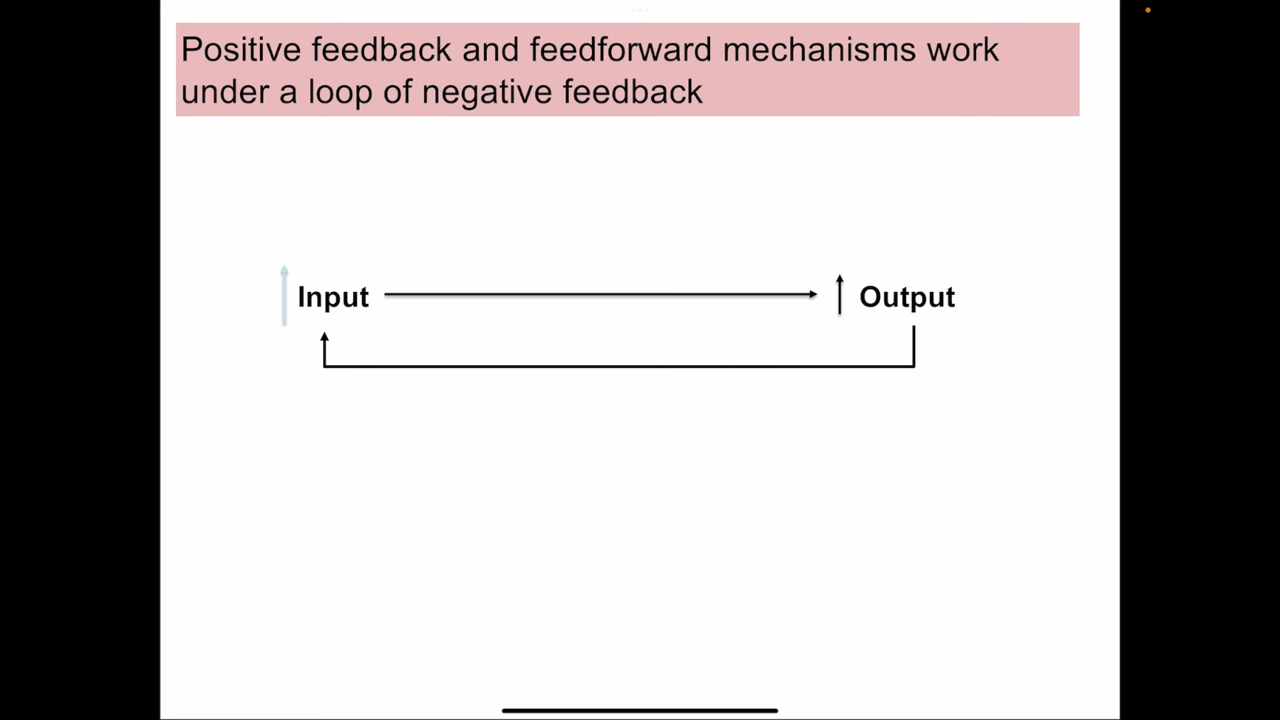 Positive feedback and feedforward mechanisms work
under a loop of negative feedback
Input
Output